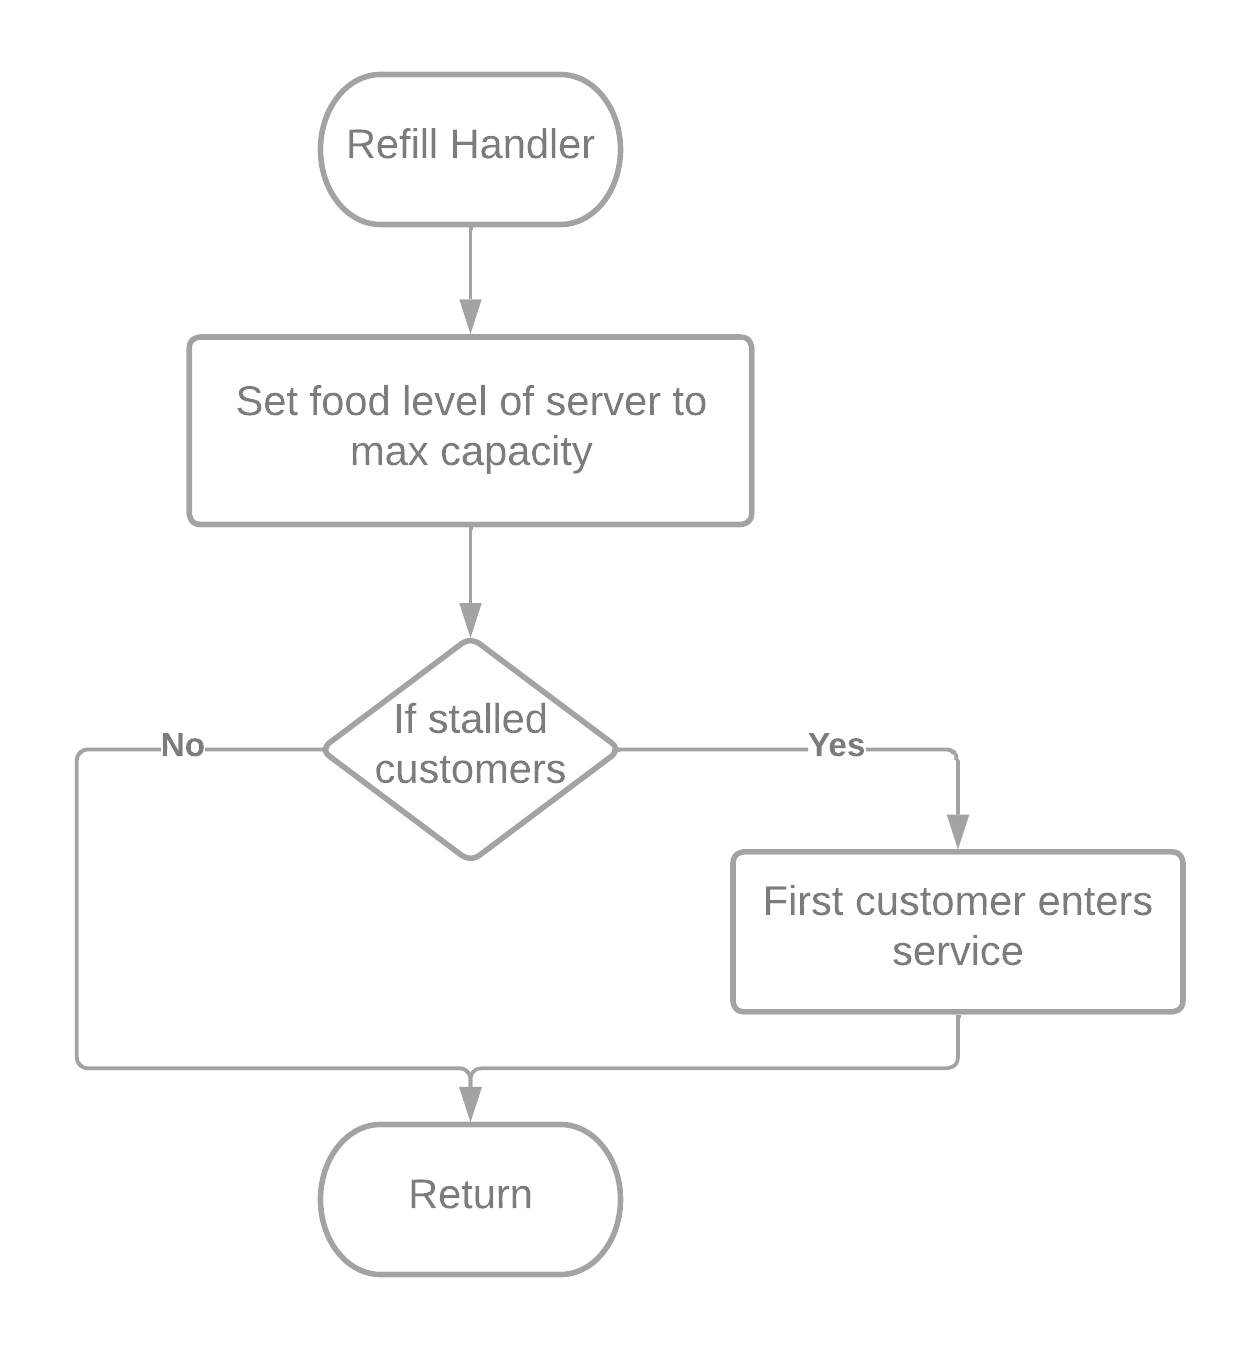 Refill Handler
Set food level of server to
max capacity
If stalled
customers
No
Yes
First customer enters
service
Return